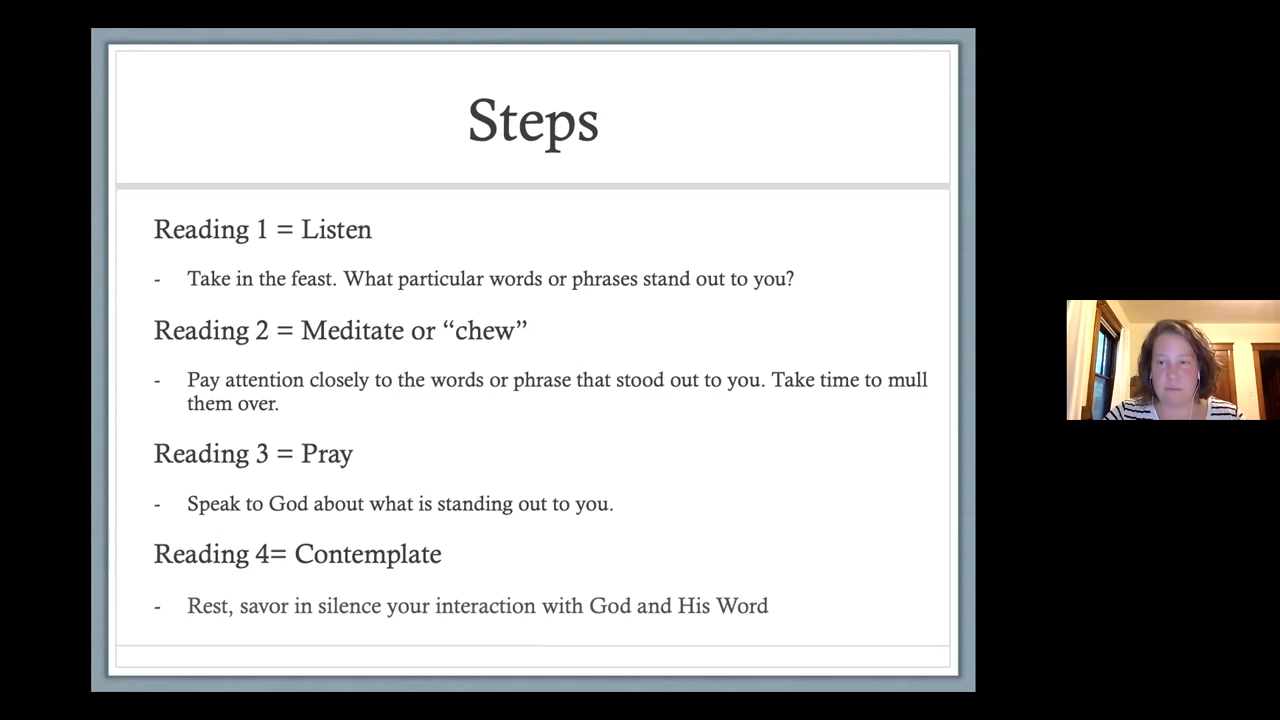 Steps
Reading 1 = Listen
- Take in the feast. What particular words or phrases stand out to you?
Reading 2 = Meditate or “chew”
- Pay attention closely to the words or phrase that stood out to you. Take time to mull
them over.
Reading 3 = Pray
- Speak to God about what is standing out to you.
Reading 4= Contemplate
- Rest, savor in silence your interaction with God and His Word